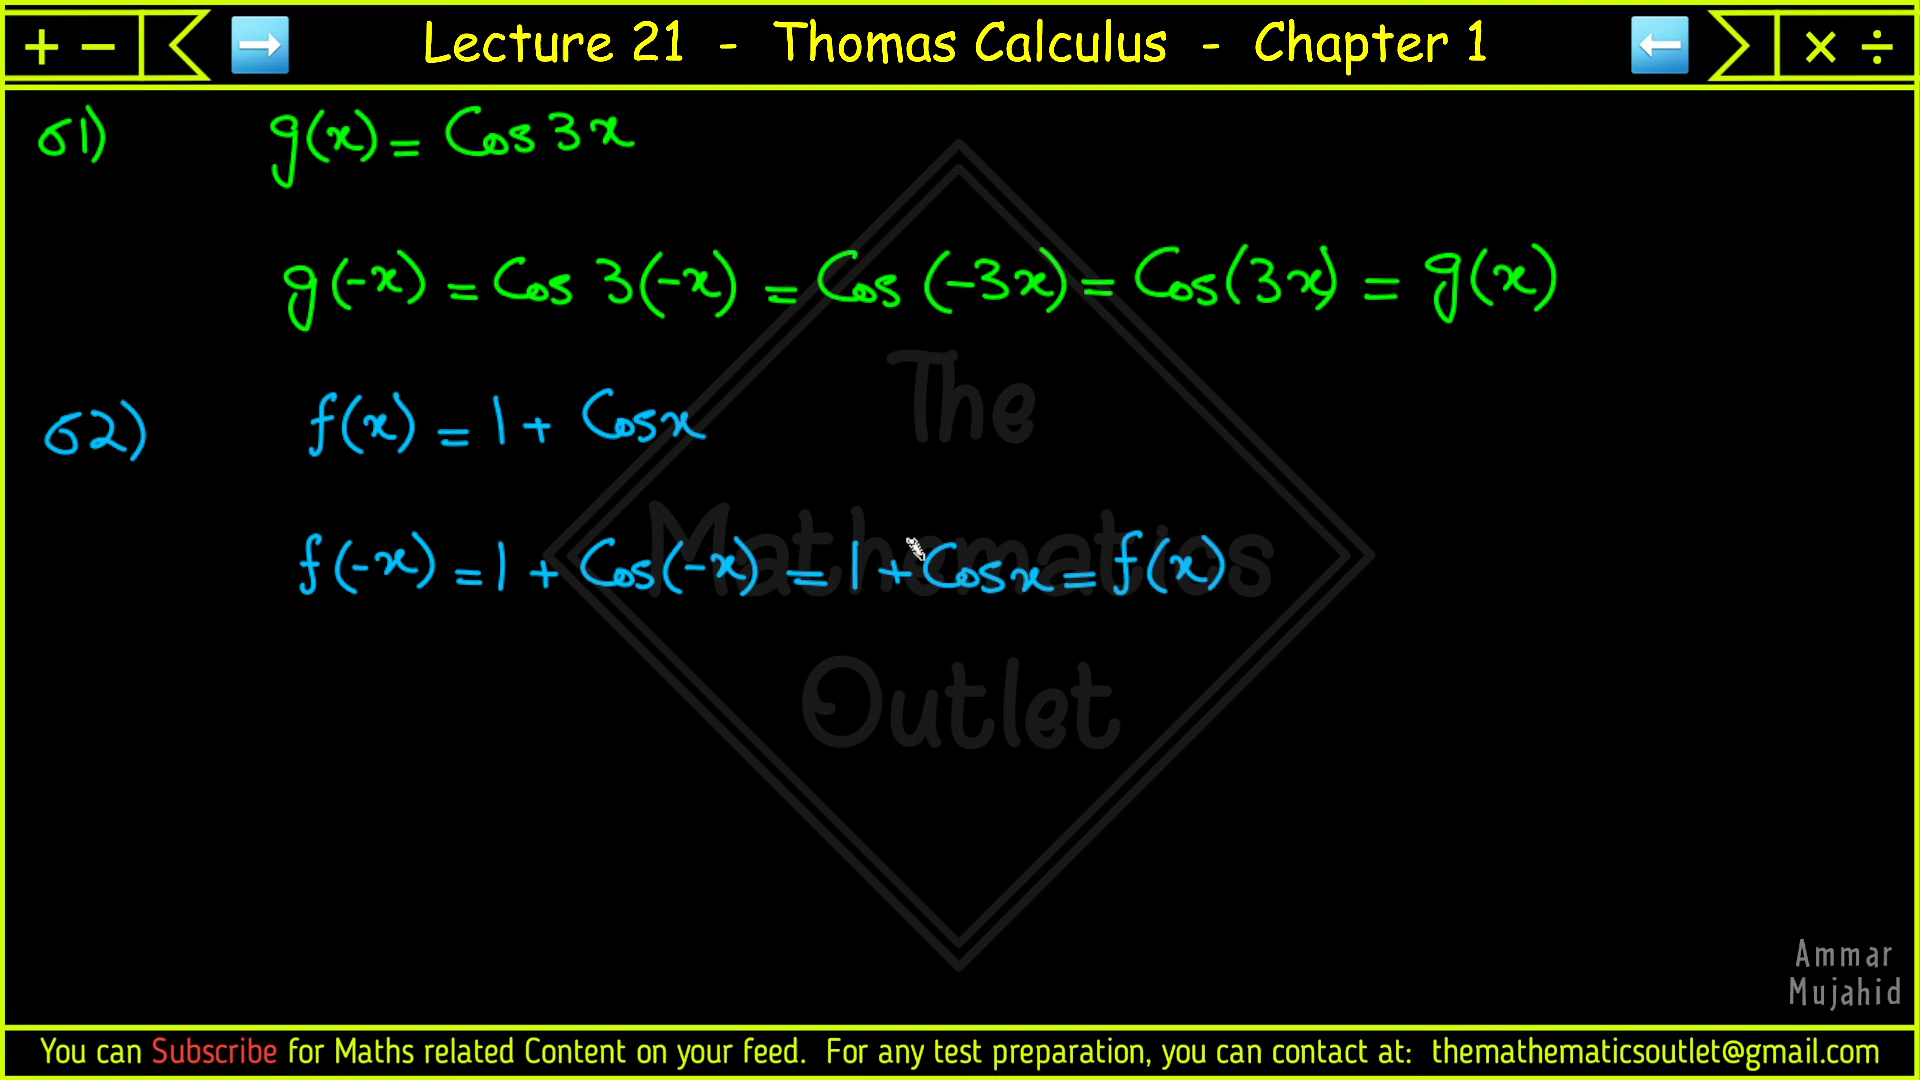 + − Lecture 21 - Thomas Calculus - Chapter 1 × ÷
61) g(x) = Cos 3x
g(-x) = Cos 3(-x) = Cos (-3x) = Cos(3x) = g(x)
62) f(x) = 1 + Cosx
f(-x) = 1 + Cos(-x) = 1 + Cosx = f(x)
The
Mathematics
Outlet
Ammar
Mujahid
You can Subscribe for Maths related Content on your feed. For any test preparation, you can contact at: themathematicsoutlet@gmail.com